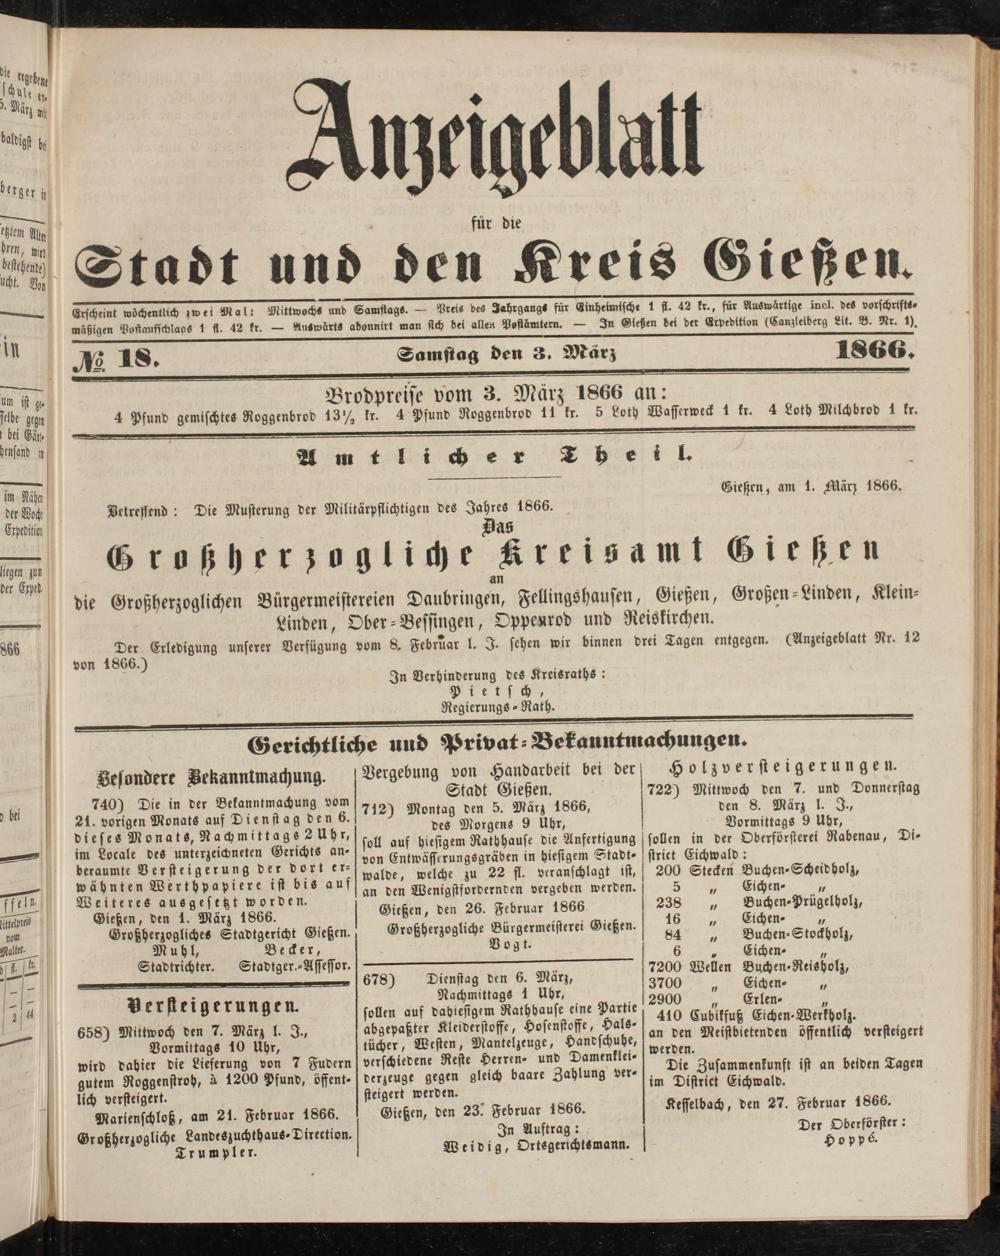 Anzeigeblatt
für die
Stadt und den Kreis Gießen.
Erscheint wöchentlich zwei Mal: Mittwochs und Samstags. — Preis des Jahrgangs für Einheimische 1 fl. 42 kr., für Auswärtige incl. des vorschrifts-
mäßigen Postaufschlags 1 fl. 42 kr. — Auswärts abonnirt man sich bei allen Postämtern. — In Gießen bei der Expedition (Canzleiberg Lit. B. Nr. 1).
No. 18. Samstag den 3. März 1866.
Brodpreise vom 3. März 1866 an:
4 Pfund gemischtes Roggenbrod 13½ kr. 4 Pfund Roggenbrod 11 kr. 5 Loth Wasserweck 1 kr. 4 Loth Milchbrod 1 kr.
Amtlicher Theil.
Gießen, am 1. März 1866.
Betreffend: Die Musterung der Militärpflichtigen des Jahres 1866.
Das
Großherzogliche Kreisamt Gießen
an
die Großherzoglichen Bürgermeistereien Daubringen, Fellingshausen, Gießen, Großen-Linden, Klein-
Linden, Ober-Bessingen, Oppenrod und Reiskirchen.
Der Erledigung unserer Verfügung vom 8. Februar l. J. sehen wir binnen drei Tagen entgegen. (Anzeigeblatt Nr. 12
von 1866.)
In Verhinderung des Kreisraths:
Pietsch,
Regierungs-Rath.
Gerichtliche und Privat-Bekanntmachungen.
Besondere Bekanntmachung.
740) Die in der Bekanntmachung vom
21. vorigen Monats auf Dienstag den 6.
dieses Monats, Nachmittags 2 Uhr,
im Locale des unterzeichneten Gerichts an-
beraumte Versteigerung der dort er-
wähnten Werthpapiere ist bis auf
Weiteres ausgesetzt worden.
Gießen, den 1. März 1866.
Großherzogliches Stadtgericht Gießen.
Muhl, Becker,
Stadtrichter. Stadtger.-Assessor.
Versteigerungen.
658) Mittwoch den 7. März l. J.,
Vormittags 10 Uhr,
wird dahier die Lieferung von 7 Fudern
gutem Roggenstroh, à 1200 Pfund, öffent-
lich versteigert.
Marienschloß, am 21. Februar 1866.
Großherzogliche Landeszuchthaus-Direction.
Trumpler.
Vergebung von Handarbeit bei der
Stadt Gießen.
712) Montag den 5. März 1866,
des Morgens 9 Uhr,
soll auf hiesigem Rathhause die Anfertigung
von Entwässerungsgräben in hiesigem Stadt-
walde, welche zu 22 fl. veranschlagt ist,
an den Wenigstfordernden vergeben werden.
Gießen, den 26. Februar 1866
Großherzogliche Bürgermeisterei Gießen.
Vogt.
678) Dienstag den 6. März,
Nachmittags 1 Uhr,
sollen auf dahiesigem Rathhause eine Partie
abgepaßter Kleiderstoffe, Hosenstoffe, Hals-
tücher, Westen, Mantelzeuge, Handschuhe,
verschiedene Reste Herren- und Damenklei-
derzeuge gegen gleich baare Zahlung ver-
steigert werden.
Gießen, den 23. Februar 1866.
In Auftrag:
Weidig, Ortsgerichtsmann.
Holzversteigerungen.
722) Mittwoch den 7. und Donnerstag
den 8. März l. J.,
Vormittags 9 Uhr,
sollen in der Oberförsterei Rabenau, Di-
strict Eichwald:
200 Stecken Buchen-Scheidholz,
5 „ Eichen- „
238 „ Buchen-Prügelholz,
16 „ Eichen- „
84 „ Buchen-Stockholz,
6 „ Eichen- „
7200 Wellen Buchen-Reisholz,
3700 „ Eichen- „
2900 „ Erlen- „
410 Cubikfuß Eichen-Werkholz.
an den Meistbietenden öffentlich versteigert
werden.
Die Zusammenkunft ist an beiden Tagen
im District Eichwald.
Kesselbach, den 27. Februar 1866.
Der Oberförster:
Hoppé.